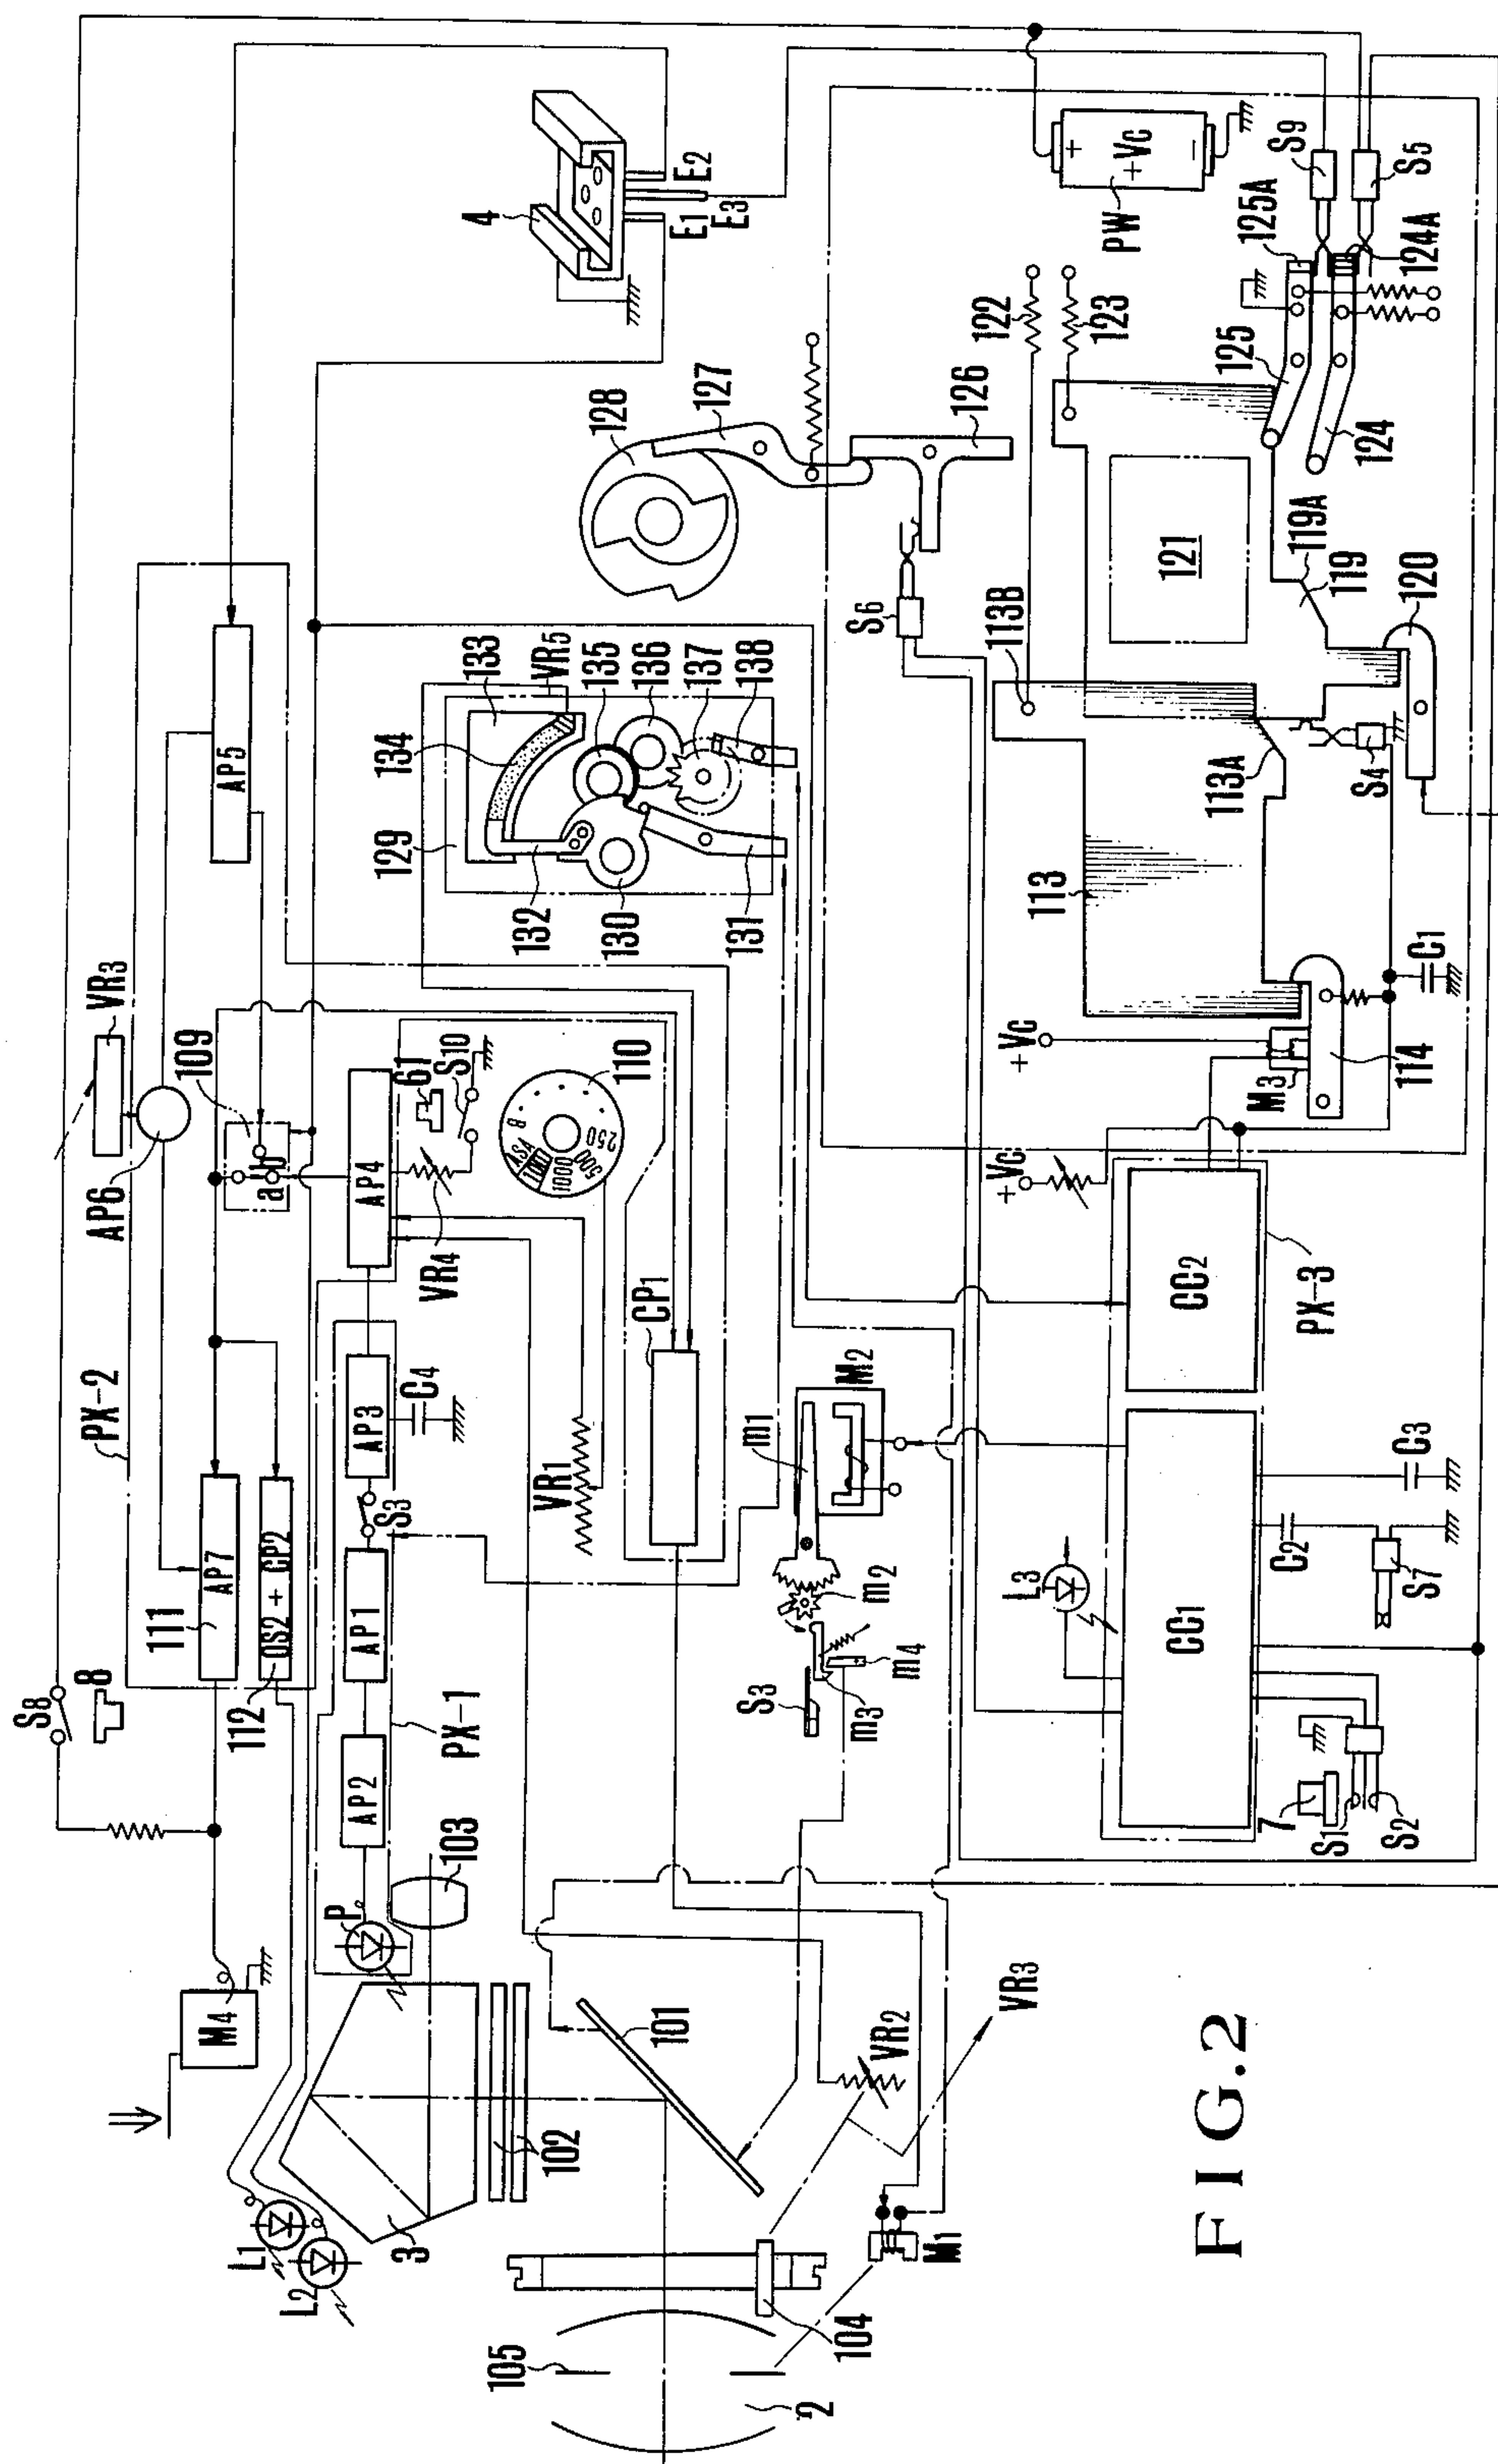 S8
8
PX-2
AP6
VR3
109
a
b
AP5
4
E1
E2
E3
M4
111
AP7
112
OS2 + CP2
L1
L2
3
P
103
PX-1
AP2
AP1
S3
AP3
C4
AP4
VR4
61
S10
110
B
ASA
100
1000
500
250
VR1
CP1
129
132
130
131
133
134
VR5
135
136
137
138
128
127
126
S6
102
101
105
2
104
M1
VR2
VR3
S3
m3
m4
m2
m1
M2
+Vc
+Vc
M3
114
C1
113
113A
113B
S4
119A
119
120
121
122
123
124
125
124A
125A
S9
S5
PW
+
+Vc
−
7
S1
S2
L3
CC1
CC2
PX-3
C2
S7
C3
FIG.2